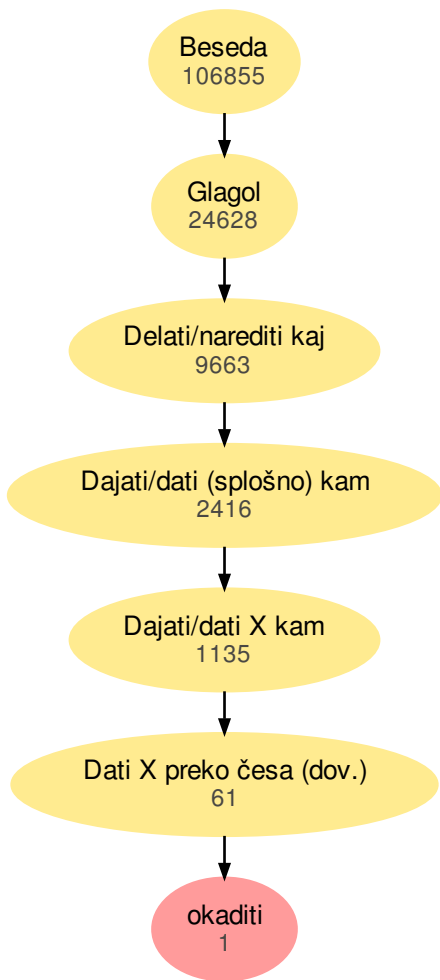 Beseda
106855
Glagol
24628
Delati/narediti kaj
9663
Dajati/dati (splošno) kam
2416
Dajati/dati X kam
1135
Dati X preko česa (dov.)
61
okaditi
1